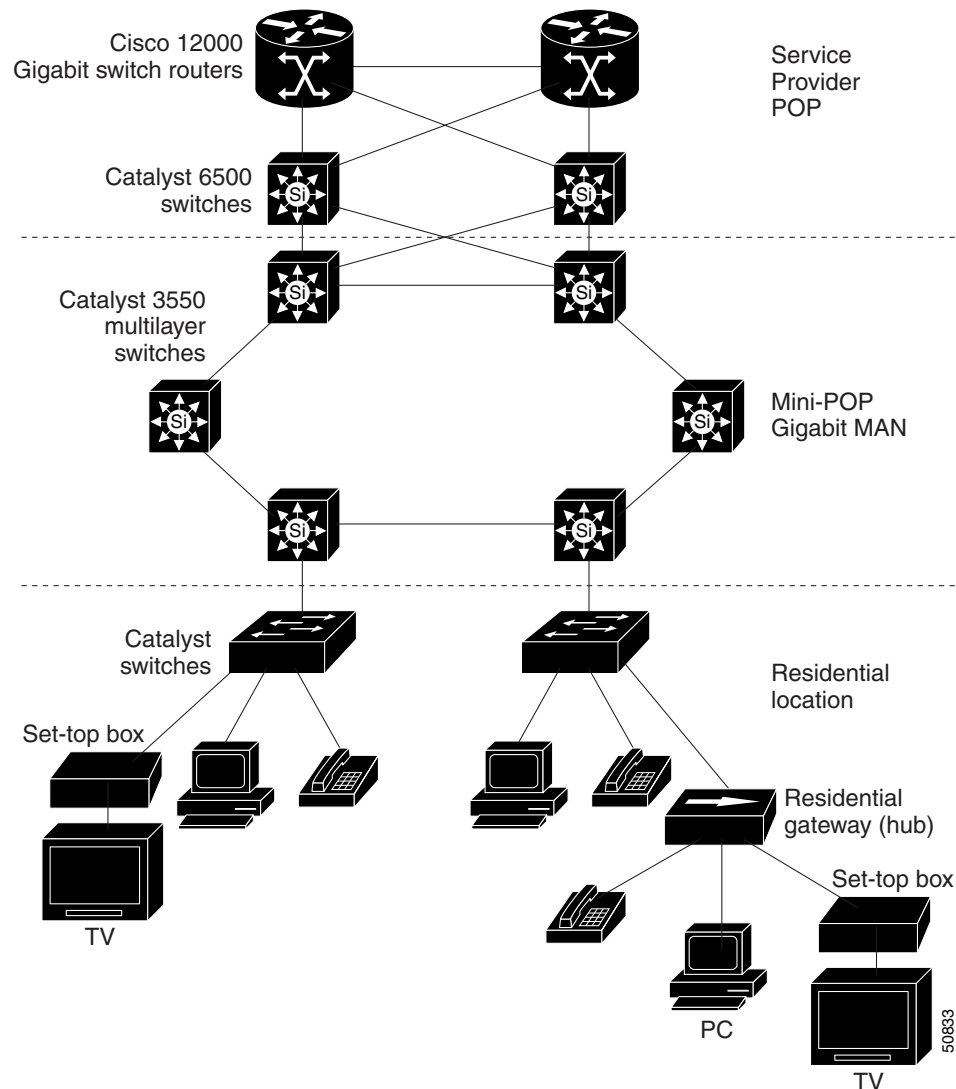 Cisco 12000
Gigabit switch routers
Service
Provider
POP
Catalyst 6500
switches
Si
Si
Si
Si
Catalyst 3550
multilayer
switches
Si
Si
Mini-POP
Gigabit MAN
Si
Si
Catalyst
switches
Residential
location
Set-top box
Residential
gateway (hub)
Set-top box
TV
PC
TV
50833